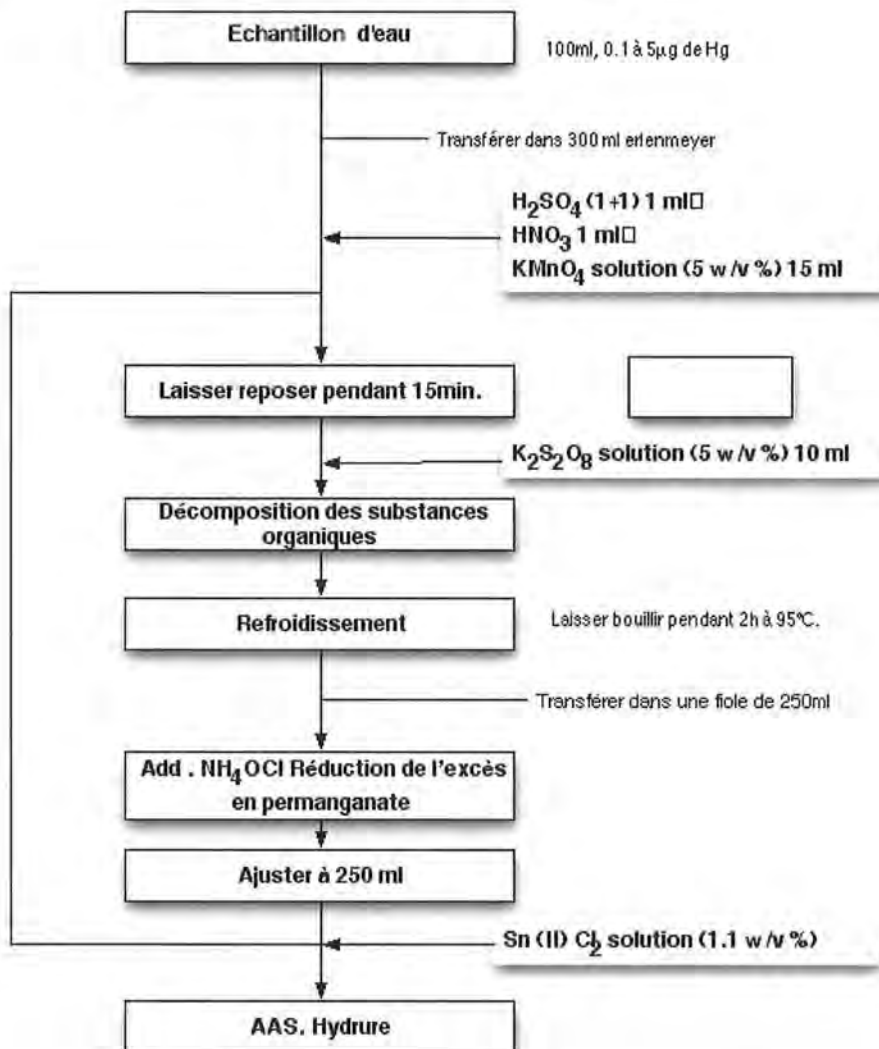 Echantillon d'eau
100ml, 0.1 à 5µg de Hg
Transférer dans 300 ml erlenmeyer
H₂SO₄ (1+1) 1 ml□
HNO₃ 1 ml□
KMnO₄ solution (5 w/v %) 15 ml
Laisser reposer pendant 15min.
K₂S₂O₈ solution (5 w/v %) 10 ml
Décomposition des substances
organiques
Refroidissement
Laisser bouillir pendant 2h à 95°C.
Transférer dans une fiole de 250ml
Add . NH₄OCl Réduction de l'excès
en permanganate
Ajuster à 250 ml
Sn (II) Cl₂ solution (1.1 w/v %)
AAS. Hydrure